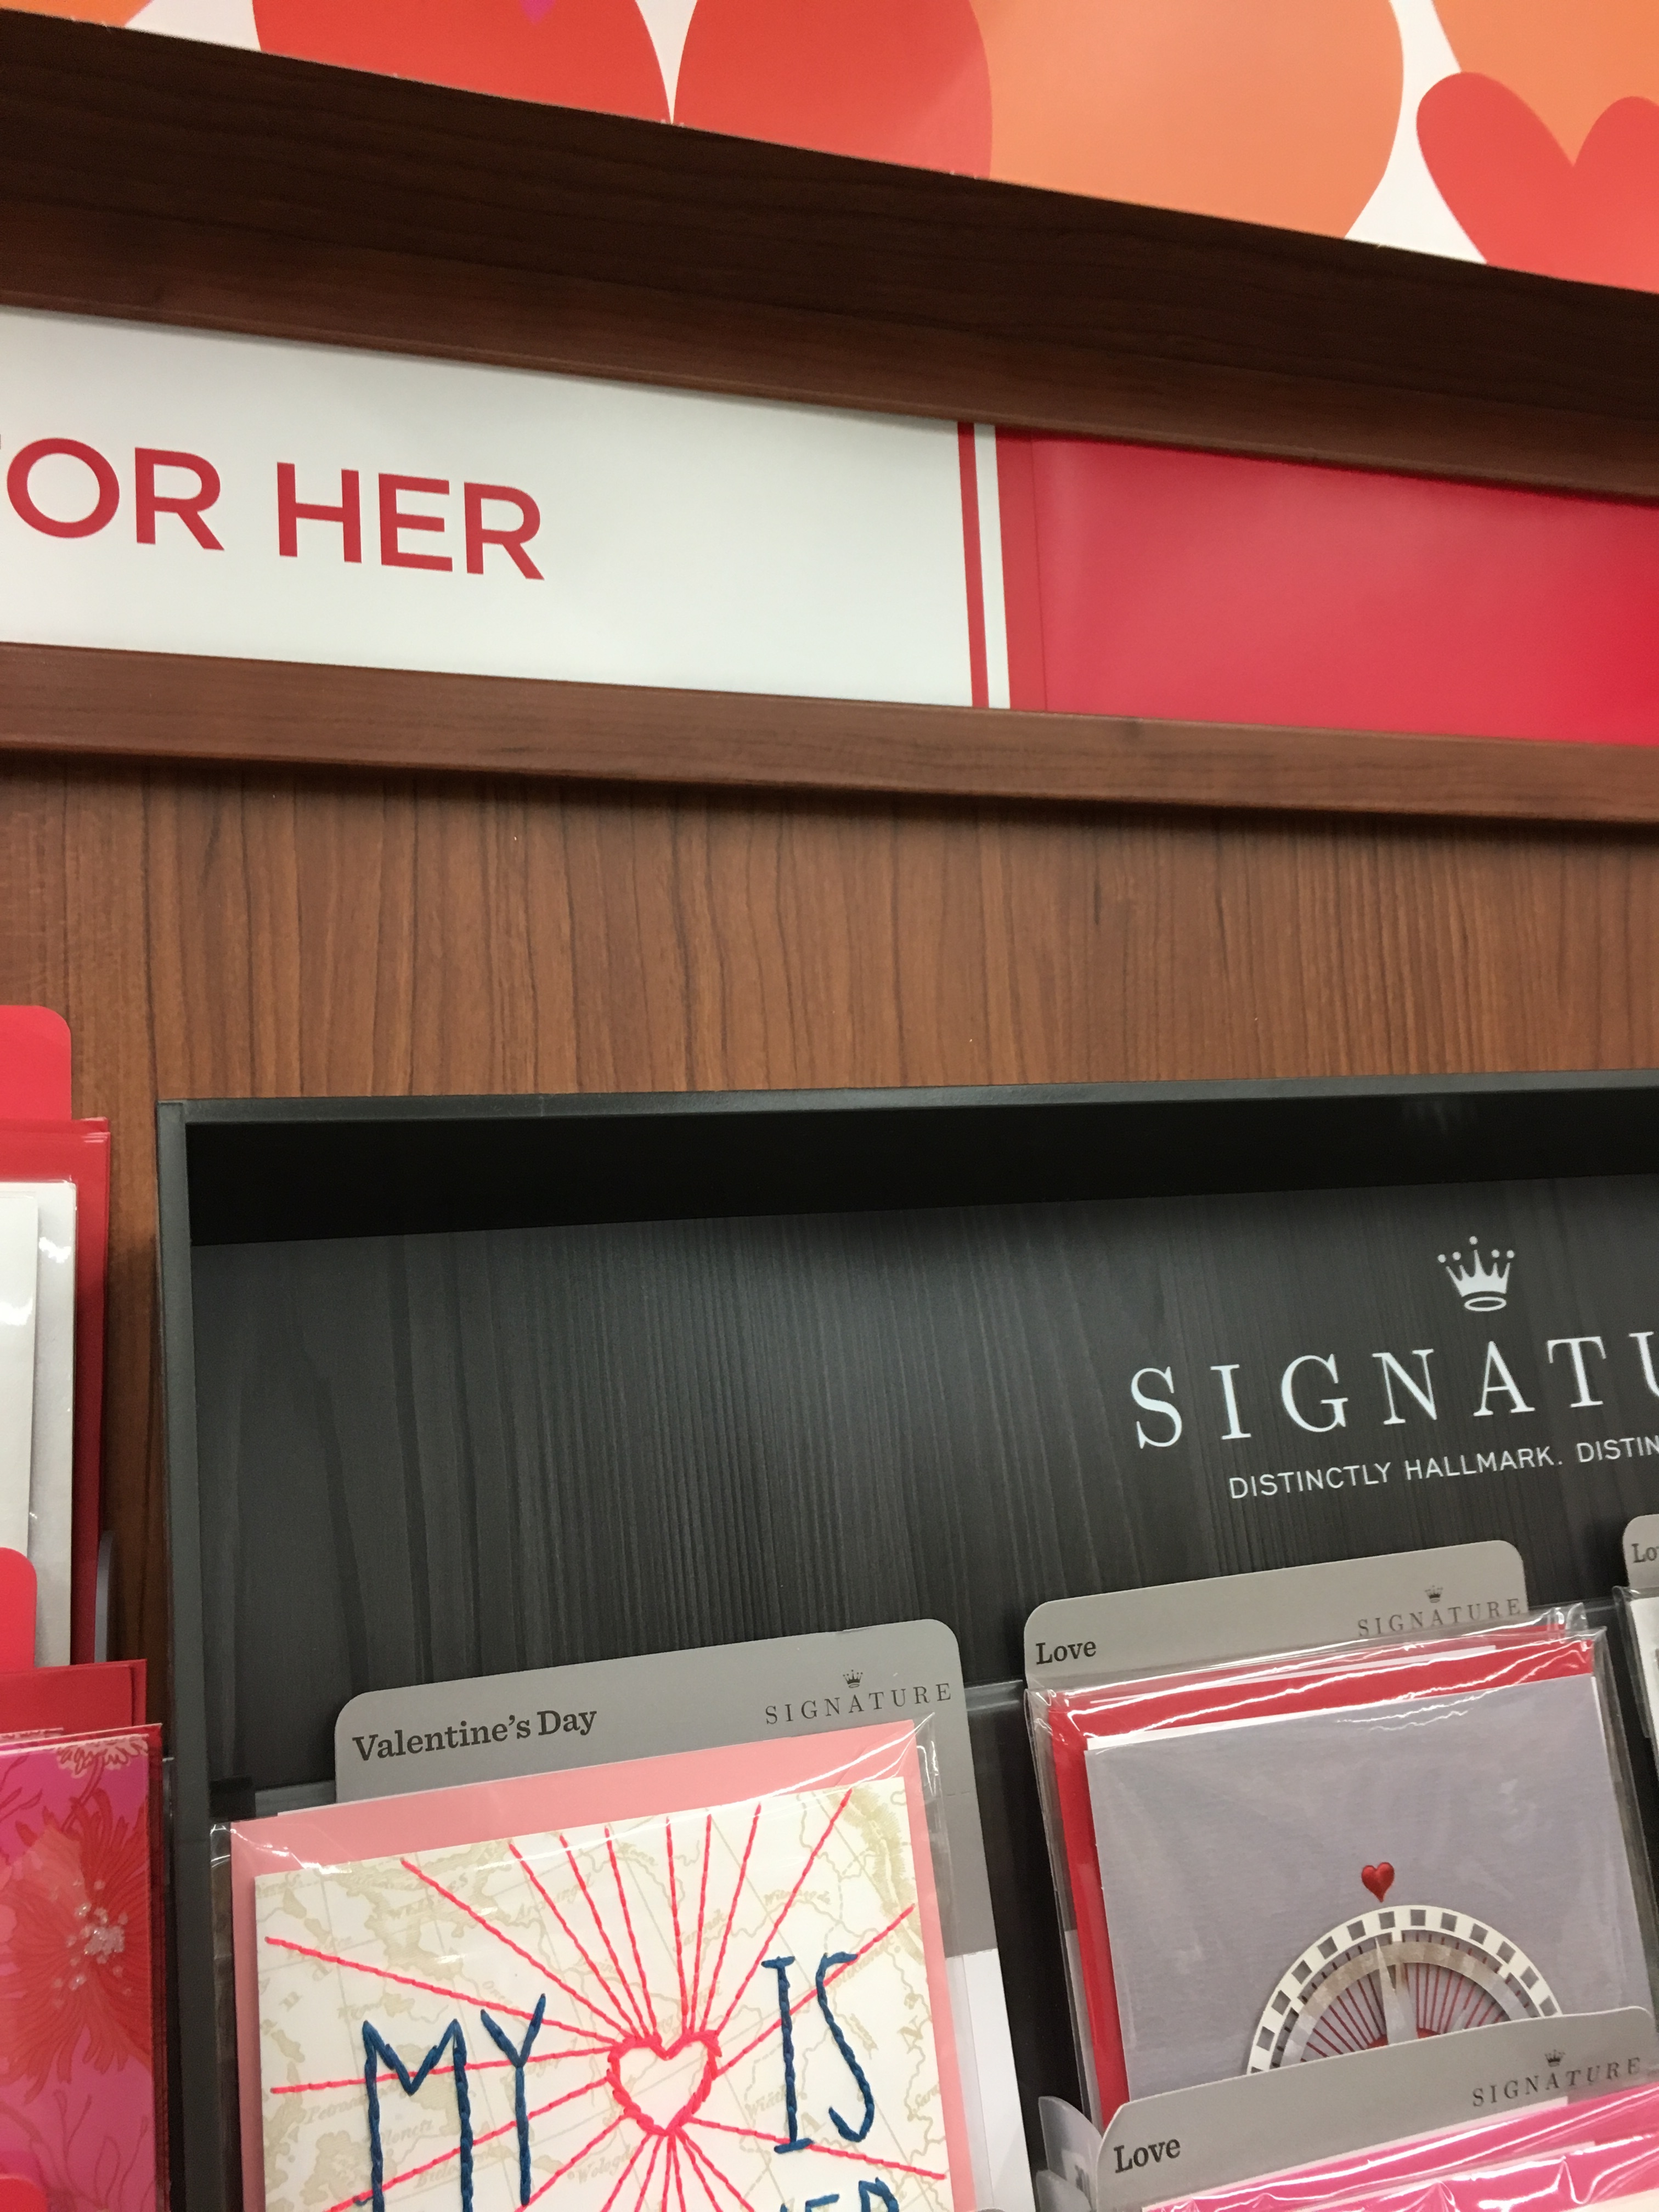 OR HER
SIGNATU
DISTINCTLY HALLMARK. DISTIN
Love
SIGNATURE
Valentine's Day
SIGNATURE
MY IS
Love
SIGNATURE